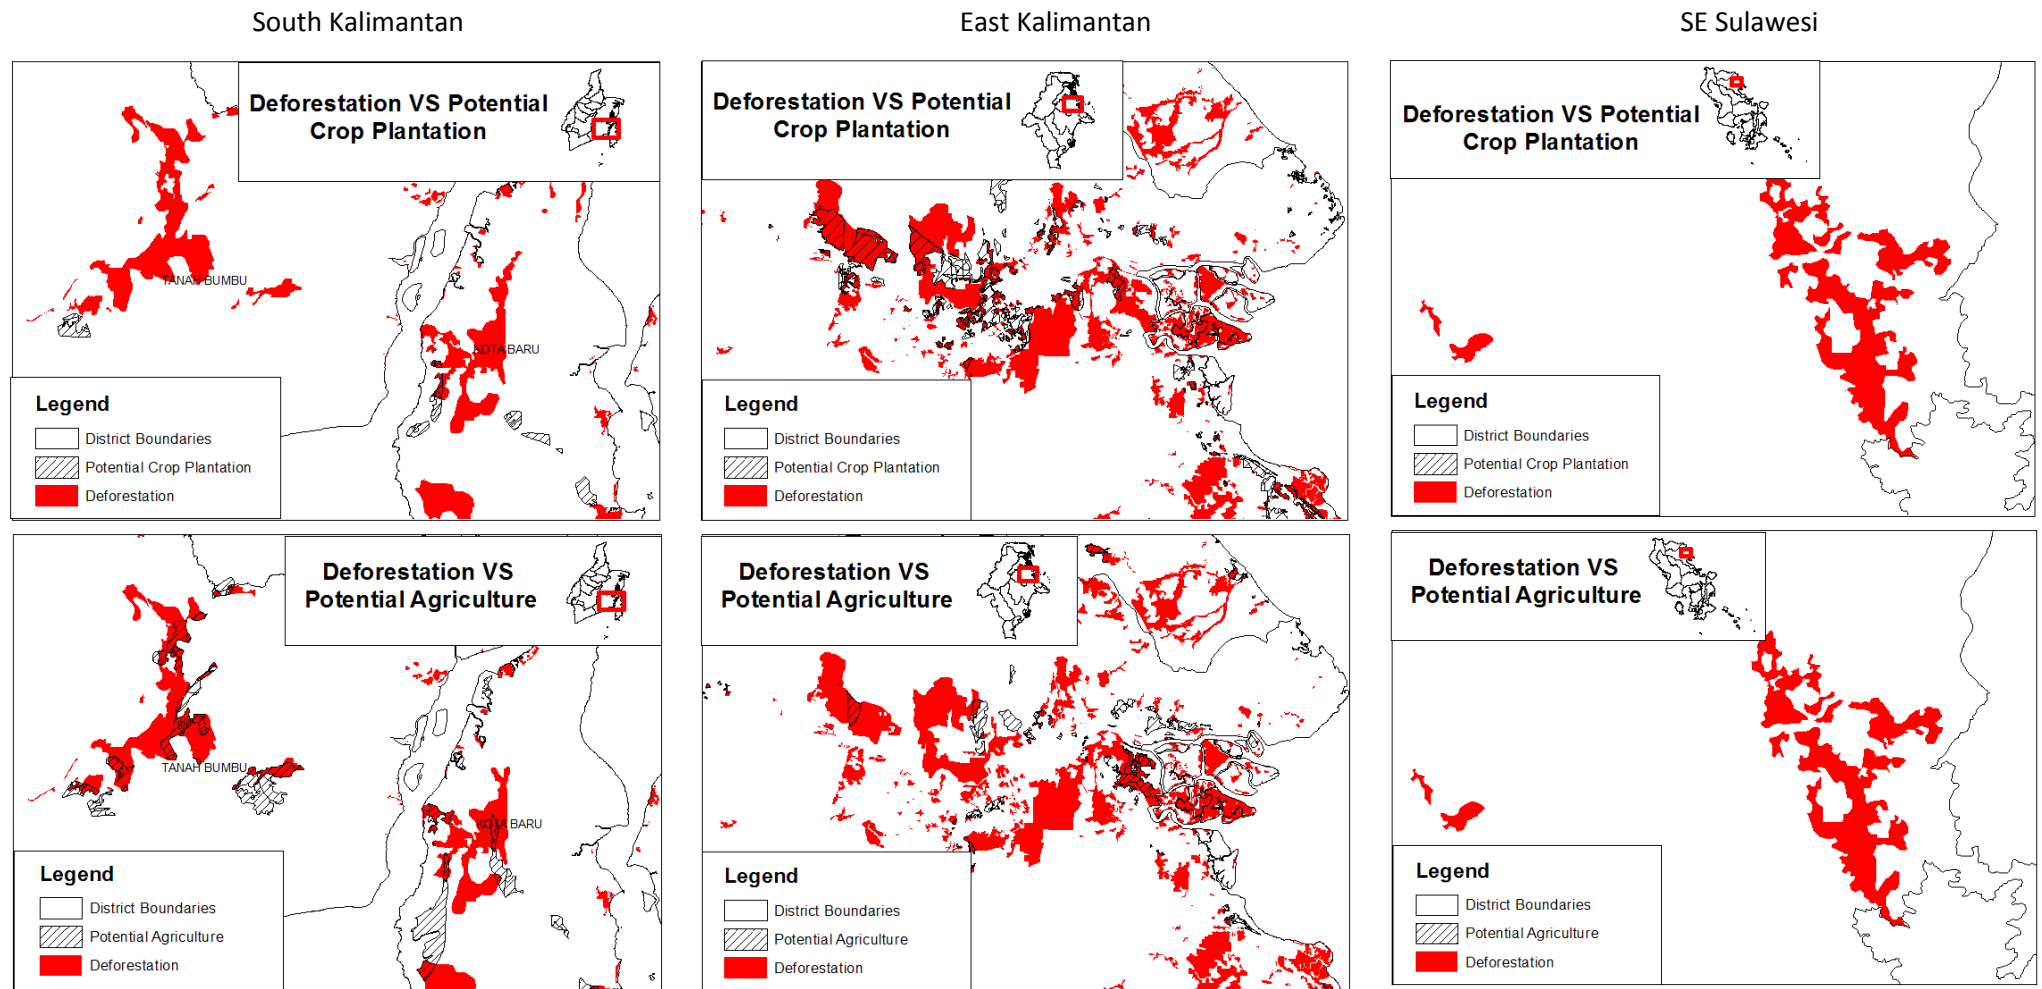 South Kalimantan
East Kalimantan
SE Sulawesi
Deforestation VS Potential
Crop Plantation
TANAH BUMBU
KOTA BARU
Legend
District Boundaries
Potential Crop Plantation
Deforestation
Deforestation VS Potential
Crop Plantation
Legend
District Boundaries
Potential Crop Plantation
Deforestation
Deforestation VS Potential
Crop Plantation
Legend
District Boundaries
Potential Crop Plantation
Deforestation
Deforestation VS
Potential Agriculture
TANAH BUMBU
KOTA BARU
Legend
District Boundaries
Potential Agriculture
Deforestation
Deforestation VS
Potential Agriculture
Legend
District Boundaries
Potential Agriculture
Deforestation
Deforestation VS
Potential Agriculture
Legend
District Boundaries
Potential Agriculture
Deforestation